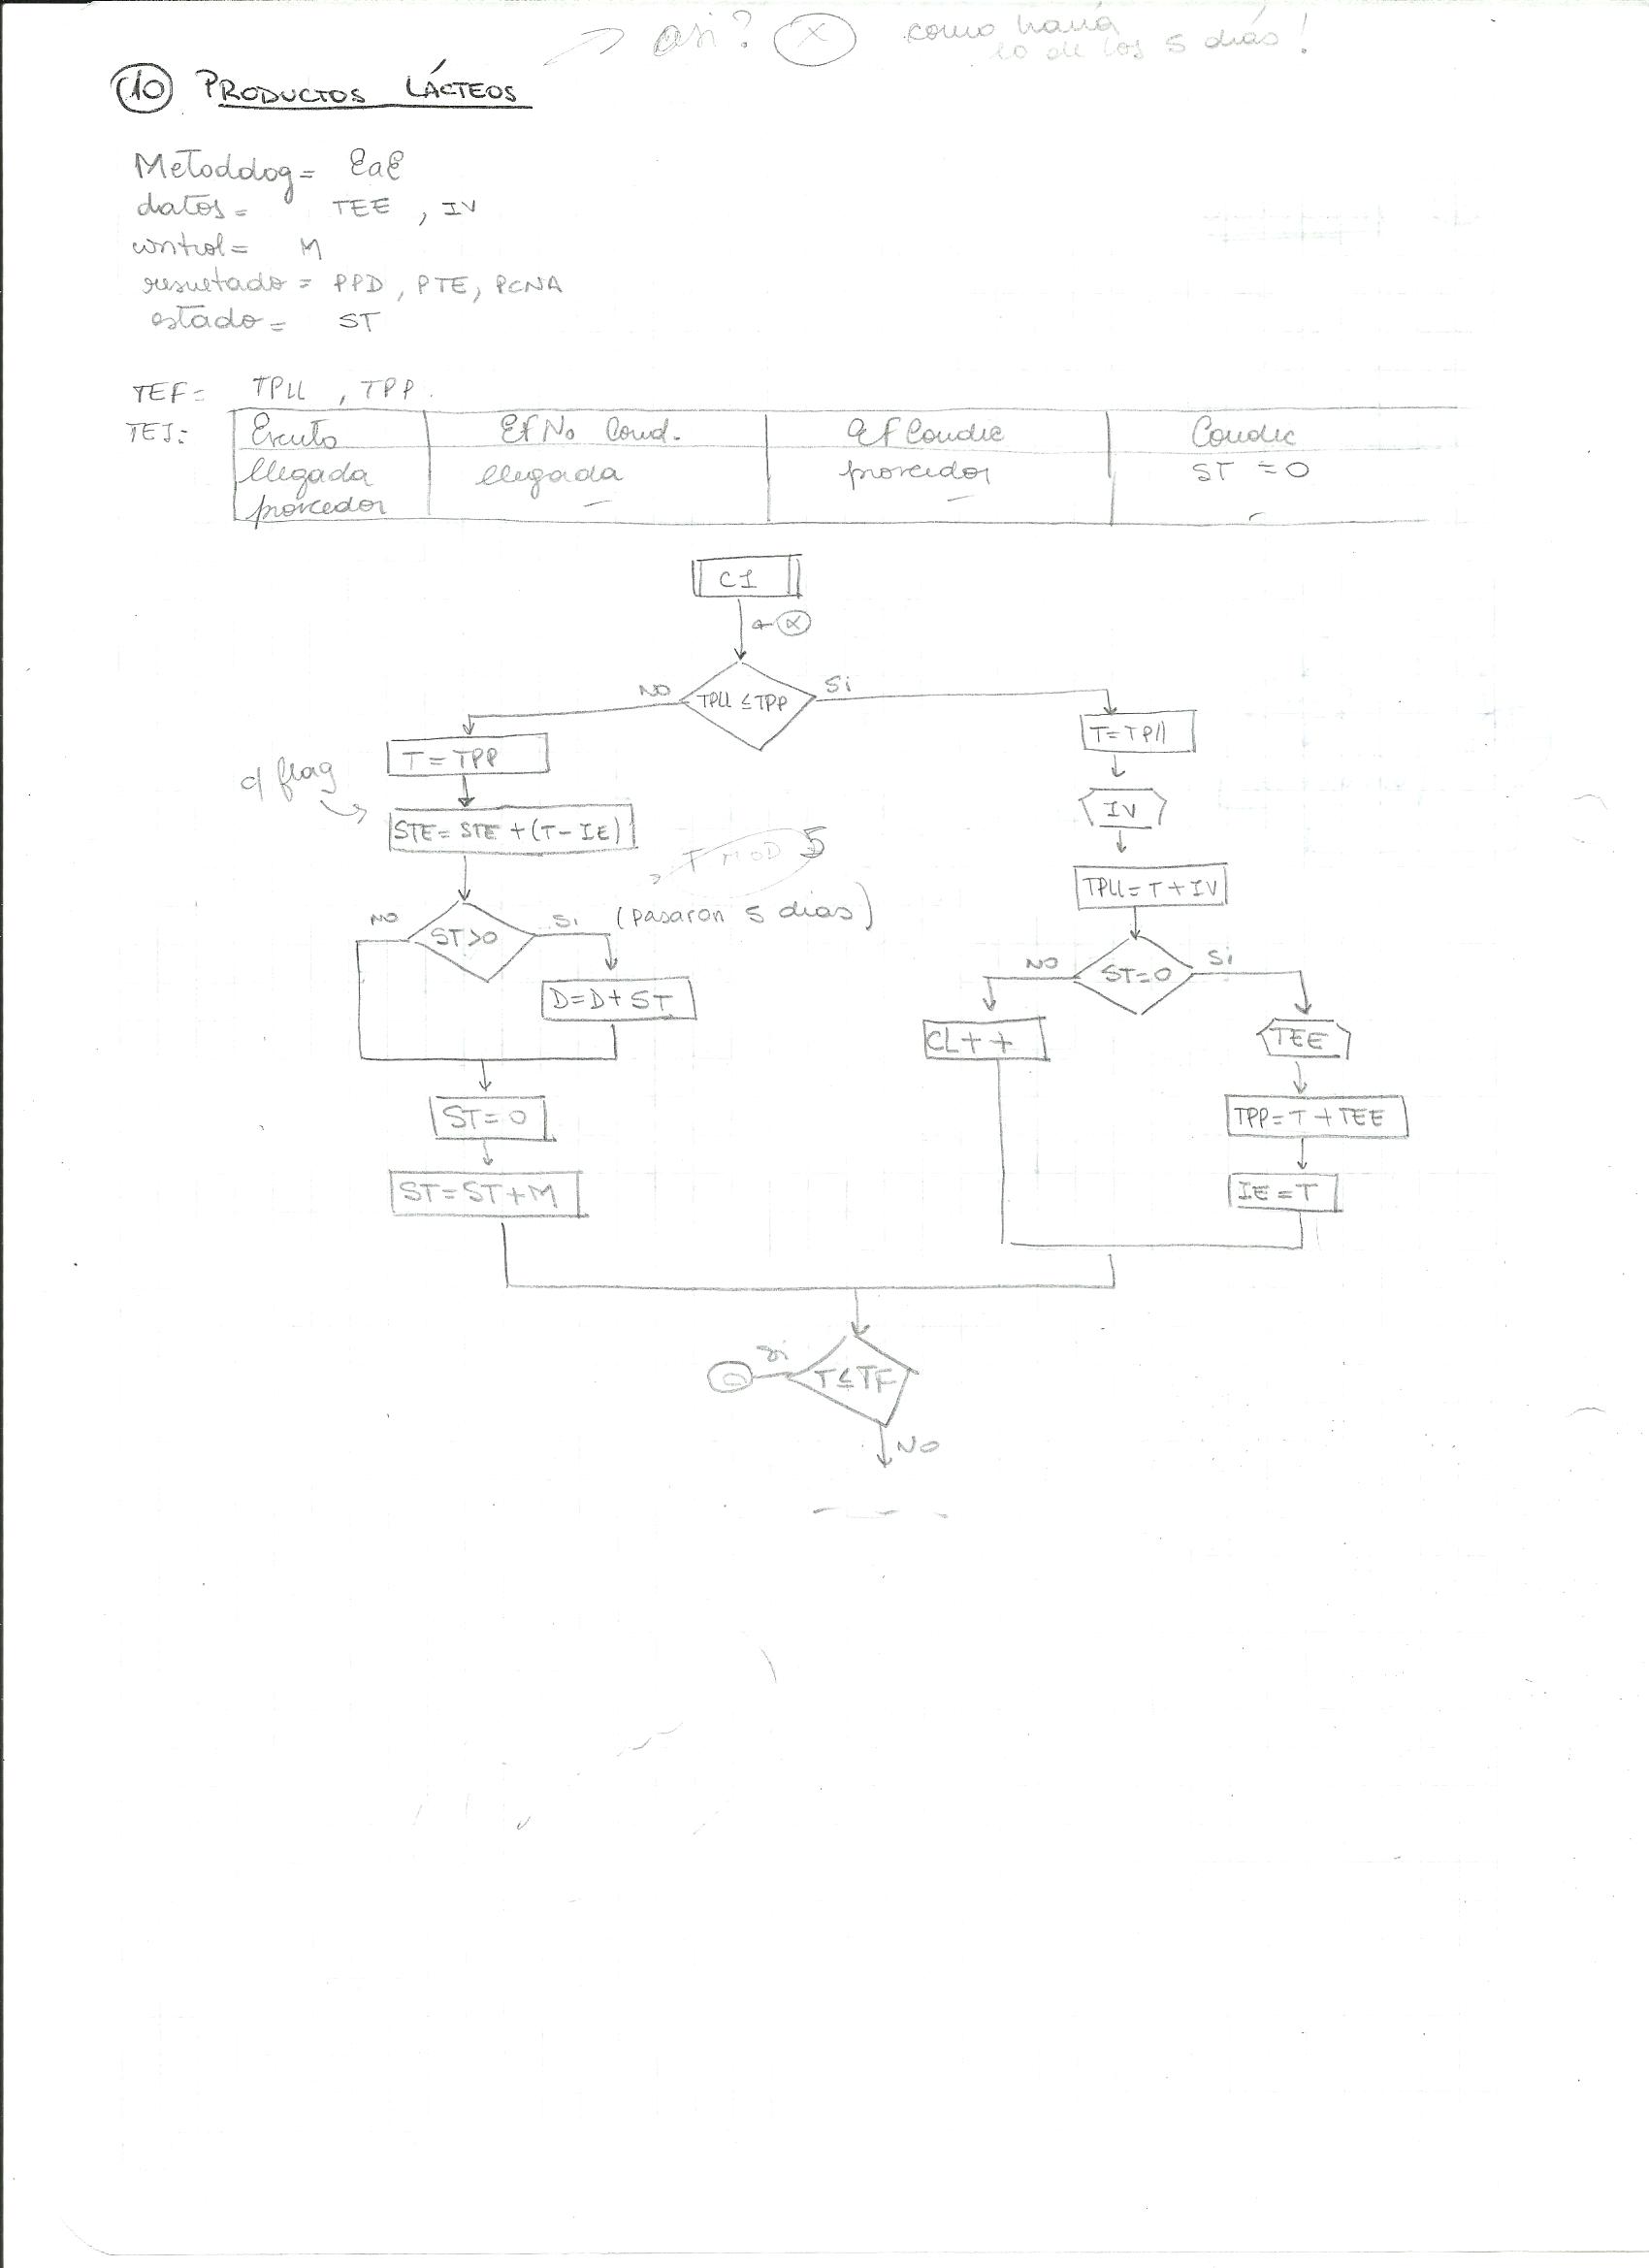 → asi? (X) como haría
lo de los 5 días!
(10) PRODUCTOS LÁCTEOS
Metodolog = EaE
datos = TEE , IV
control = M
resultado = PPD , PTE, PCNA
estado = ST
TEF = TPLL , TPP.
TEI: Evento Ef No Cond. Ef Condic Condic
llegada llegada proveedor ST = 0
proveedor - - -
C1
← (α)
NO TPLL ≤ TPP Si
T = TPP
T = TPLL
c/ flag
IV
STE = STE + (T - IE)
T MOD 5
TPLL = T + IV
NO ST>0 Si (pasaron 5 días)
NO ST=0 Si
D=D+ST
CL++
TEE
ST=0
TPP=T+TEE
ST=ST+M
IE=T
Si T≤TF
NO
- - -